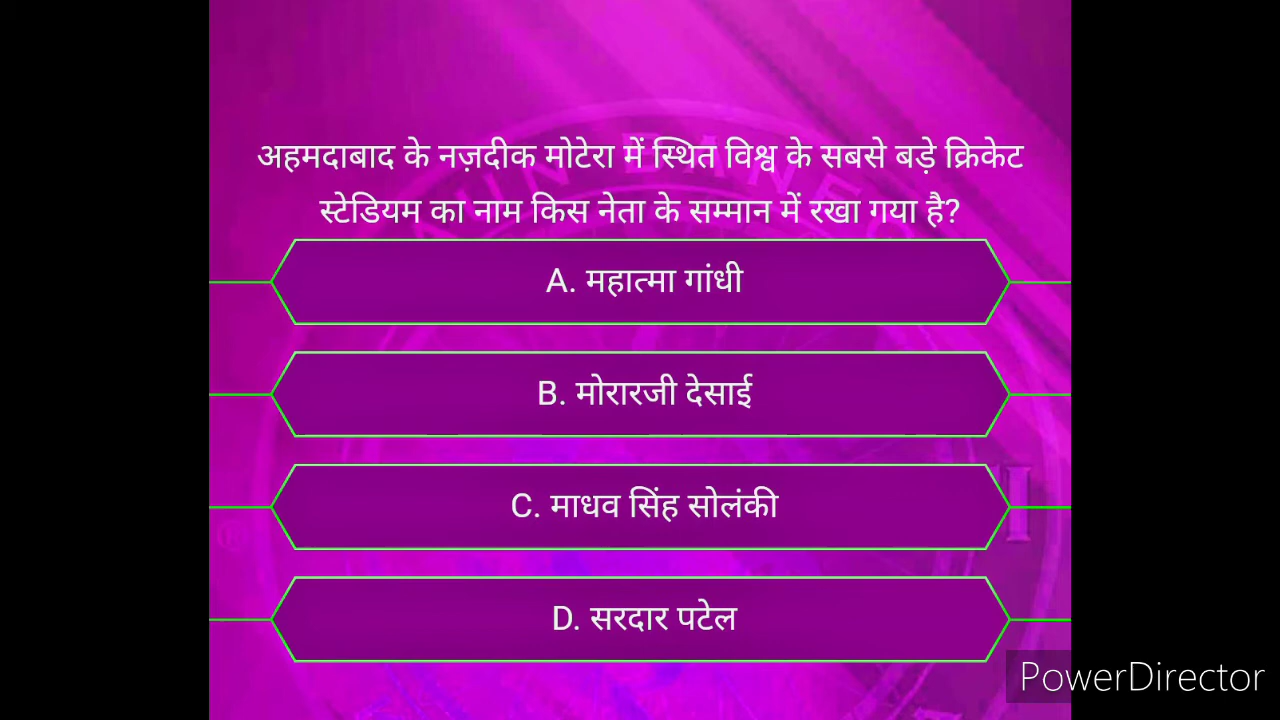 अहमदाबाद के नज़दीक मोटेरा में स्थित विश्व के सबसे बड़े क्रिकेट
स्टेडियम का नाम किस नेता के सम्मान में रखा गया है?
A. महात्मा गांधी
B. मोरारजी देसाई
C. माधव सिंह सोलंकी
D. सरदार पटेल
PowerDirector